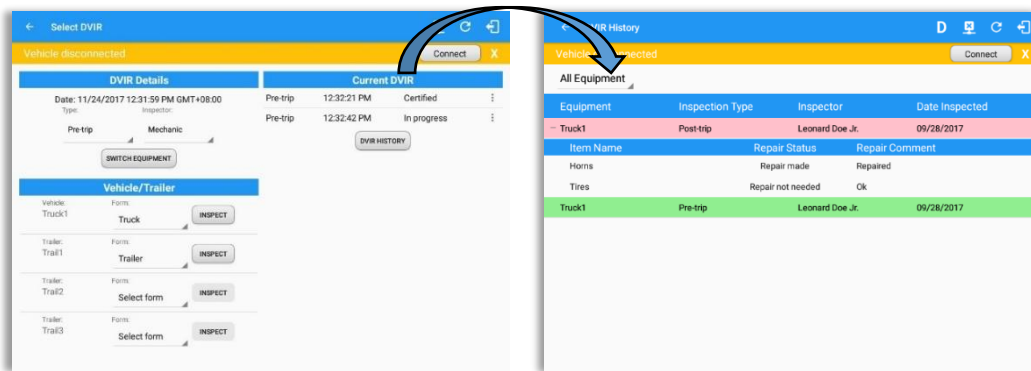 Select DVIR
Vehicle disconnected
Connect X
DVIR Details
Date: 11/24/2017 12:31:59 PM GMT+08:00
Type: Inspector:
Pre-trip Mechanic
SWITCH EQUIPMENT
Vehicle/Trailer
Vehicle: Form:
Truck1 Truck INSPECT
Trailer: Form:
Trail1 Trailer INSPECT
Trailer: Form:
Trail2 Select form INSPECT
Trailer: Form:
Trail3 Select form INSPECT
Current DVIR
Pre-trip 12:32:21 PM Certified
Pre-trip 12:32:42 PM In progress
DVIR HISTORY
History D
Connect X
All Equipment
Equipment Inspection Type Inspector Date Inspected
Truck1 Post-trip Leonard Doe Jr. 09/28/2017
Item Name Repair Status Repair Comment
Horns Repair made Repaired
Tires Repair not needed Ok
Truck1 Pre-trip Leonard Doe Jr. 09/28/2017